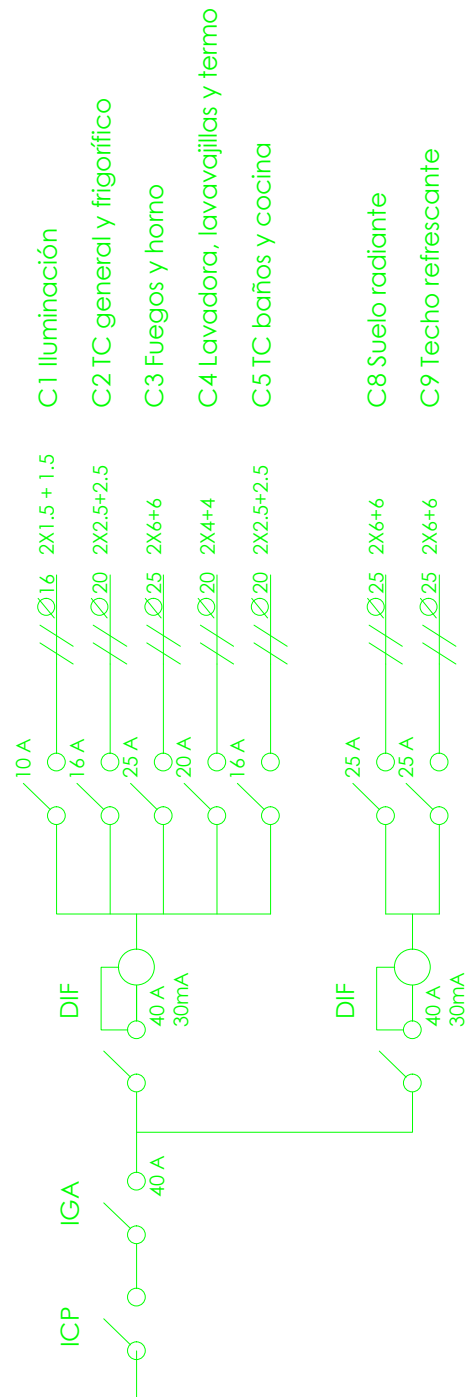 ICP
IGA
40 A
DIF
40 A
30mA
10 A
Ø16 2X1.5 + 1.5
C1 Iluminación
16 A
Ø20 2X2.5+2.5
C2 TC general y frigorífico
25 A
Ø25 2X6+6
C3 Fuegos y horno
20 A
Ø20 2X4+4
C4 Lavadora, lavavajillas y termo
16 A
Ø20 2X2.5+2.5
C5 TC baños y cocina
DIF
40 A
30mA
25 A
Ø25 2X6+6
C8 Suelo radiante
25 A
Ø25 2X6+6
C9 Techo refrescante